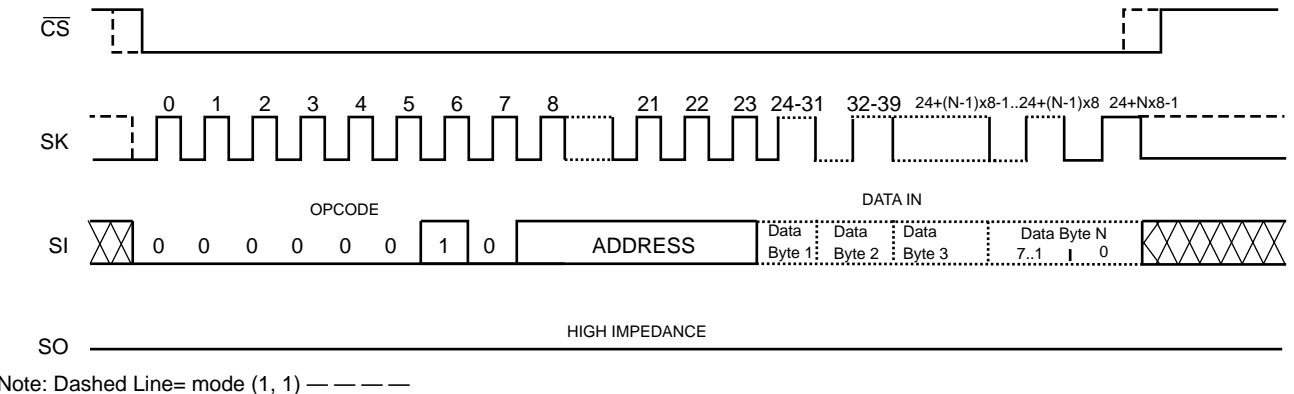 CS
0 1 2 3 4 5 6 7 8 21 22 23 24-31 32-39 24+(N-1)x8-1..24+(N-1)x8 24+Nx8-1
SK
OPCODE
DATA IN
SI 0 0 0 0 0 0 1 0 ADDRESS
Data Byte 1
Data Byte 2
Data Byte 3
Data Byte N
7..1 0
HIGH IMPEDANCE
SO
Note: Dashed Line= mode (1, 1) — — — —